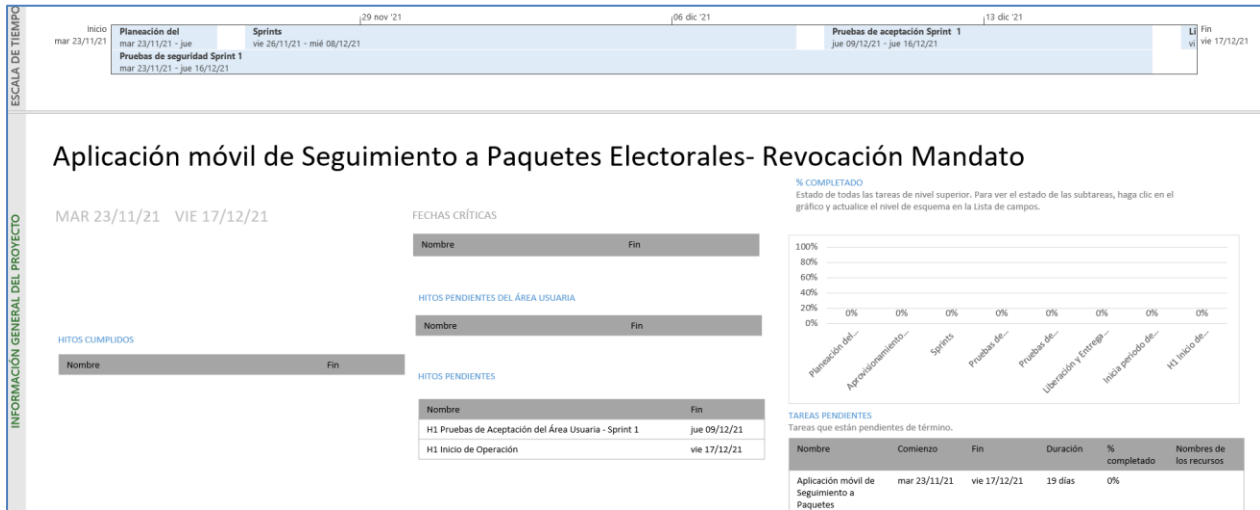 ESCALA DE TIEMPO
29 nov '21
06 dic '21
13 dic '21
Inicio
mar 23/11/21
Planeación del
mar 23/11/21 - jue
Sprints
vie 26/11/21 - mié 08/12/21
Pruebas de aceptación Sprint 1
jue 09/12/21 - jue 16/12/21
Li
vi
Fin
vie 17/12/21
Pruebas de seguridad Sprint 1
mar 23/11/21 - jue 16/12/21
INFORMACIÓN GENERAL DEL PROYECTO
Aplicación móvil de Seguimiento a Paquetes Electorales- Revocación Mandato
MAR 23/11/21 VIE 17/12/21
HITOS CUMPLIDOS
Nombre Fin
FECHAS CRÍTICAS
Nombre Fin
HITOS PENDIENTES DEL ÁREA USUARIA
Nombre Fin
HITOS PENDIENTES
Nombre Fin
H1 Pruebas de Aceptación del Área Usuaria - Sprint 1 jue 09/12/21
H1 Inicio de Operación vie 17/12/21
% COMPLETADO
Estado de todas las tareas de nivel superior. Para ver el estado de las subtareas, haga clic en el
gráfico y actualice el nivel de esquema en la Lista de campos.
100%
80%
60%
40%
20%
0%
0% 0% 0% 0% 0% 0% 0% 0%
Planeación del...
Aprovisionamiento...
Sprints
Pruebas de...
Pruebas de...
Liberación y Entrega...
Inicia periodo de...
H1 Inicio de...
TAREAS PENDIENTES
Tareas que están pendientes de término.
Nombre Comienzo Fin Duración % completado Nombres de los recursos
Aplicación móvil de mar 23/11/21 vie 17/12/21 19 días 0%
Seguimiento a
Paquetes